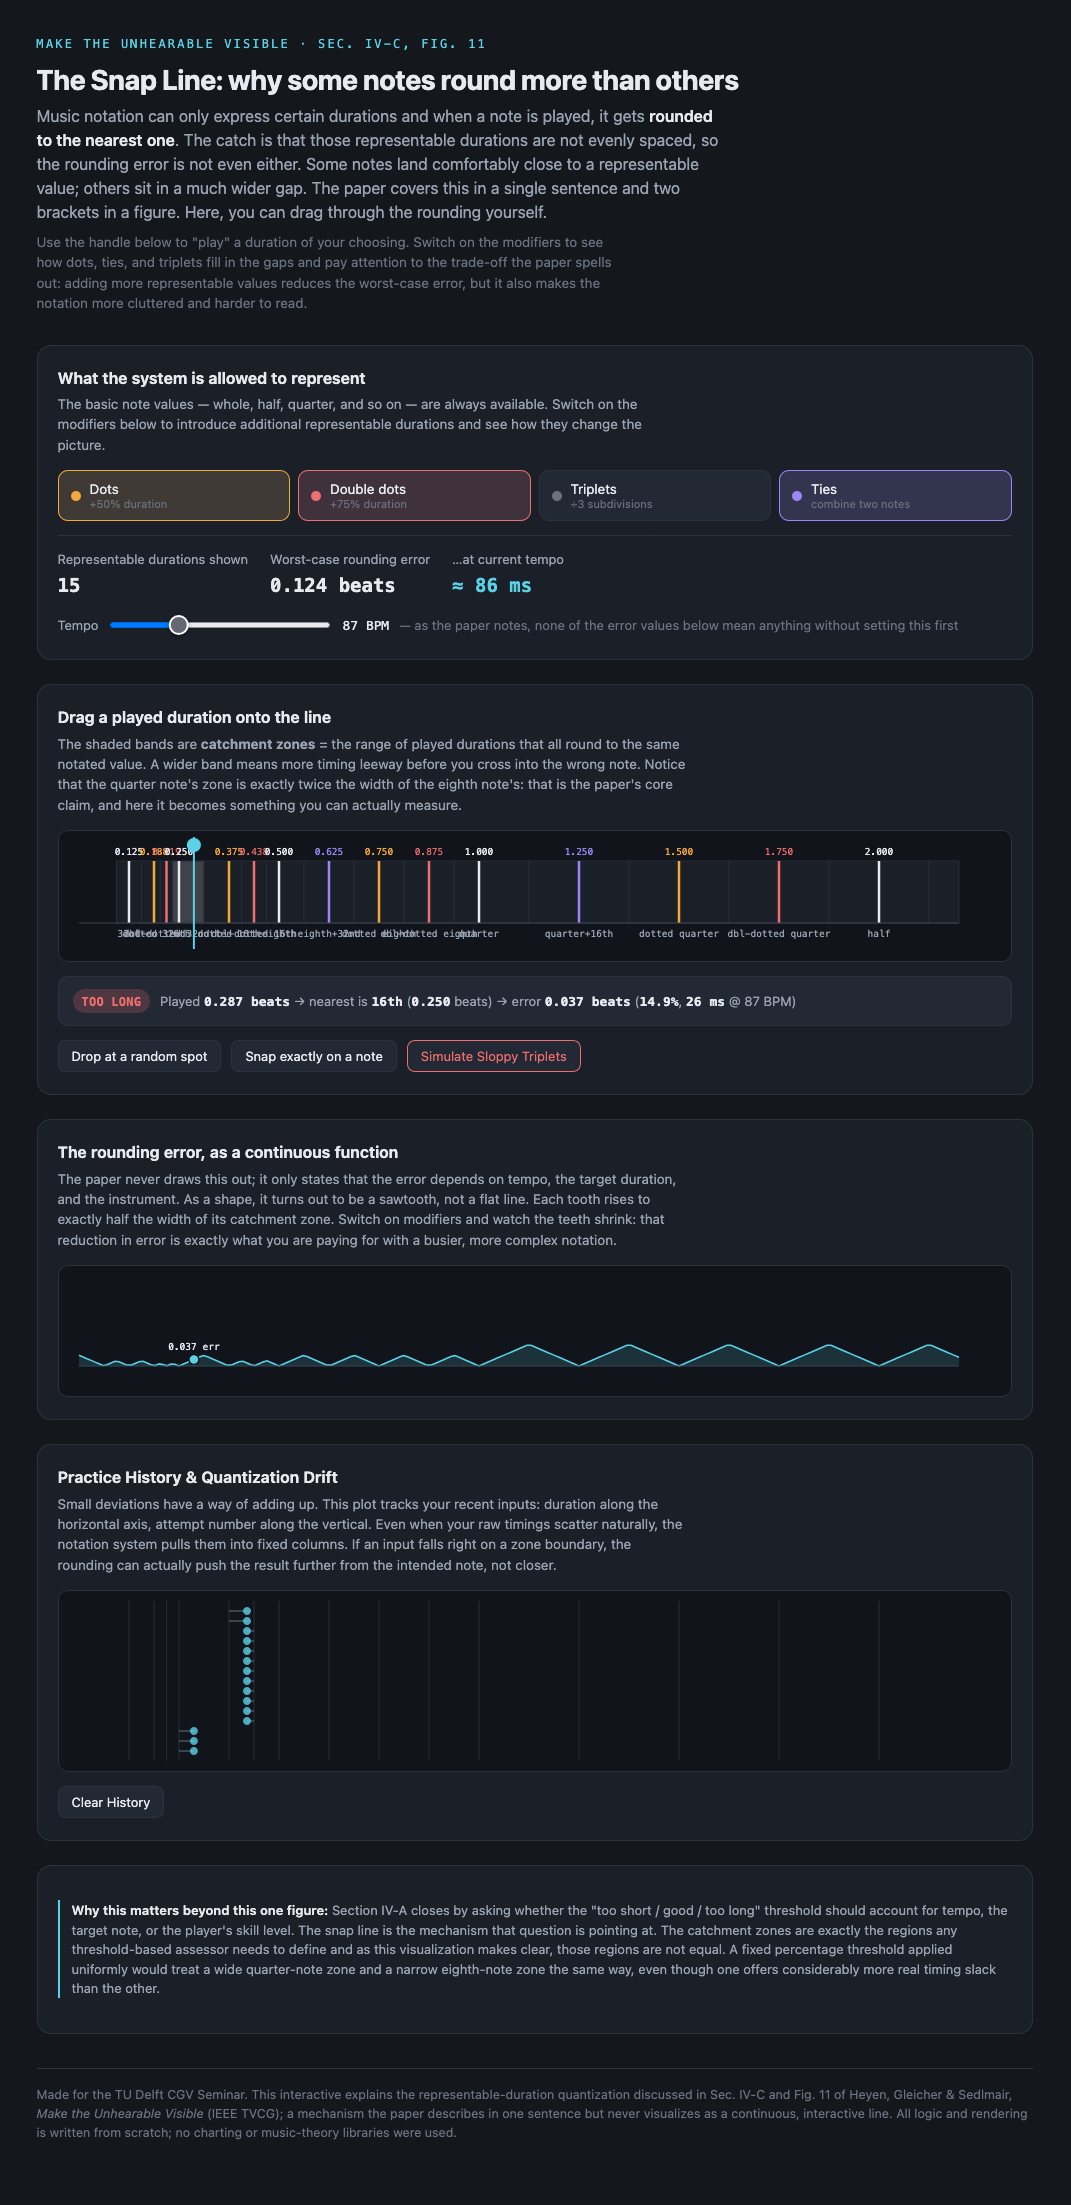 MAKE THE UNHEARABLE VISIBLE · SEC. IV-C, FIG. 11
The Snap Line: why some notes round more than others
Music notation can only express certain durations and when a note is played, it gets rounded
to the nearest one. The catch is that those representable durations are not evenly spaced, so
the rounding error is not even either. Some notes land comfortably close to a representable
value; others sit in a much wider gap. The paper covers this in a single sentence and two
brackets in a figure. Here, you can drag through the rounding yourself.
Use the handle below to "play" a duration of your choosing. Switch on the modifiers to see
how dots, ties, and triplets fill in the gaps and pay attention to the trade-off the paper spells
out: adding more representable values reduces the worst-case error, but it also makes the
notation more cluttered and harder to read.
What the system is allowed to represent
The basic note values — whole, half, quarter, and so on — are always available. Switch on the
modifiers below to introduce additional representable durations and see how they change the
picture.
Dots
+50% duration
Double dots
+75% duration
Triplets
÷3 subdivisions
Ties
combine two notes
Representable durations shown
15
Worst-case rounding error
0.124 beats
...at current tempo
≈ 86 ms
Tempo 87 BPM — as the paper notes, none of the error values below mean anything without setting this first
Drag a played duration onto the line
The shaded bands are catchment zones = the range of played durations that all round to the same
notated value. A wider band means more timing leeway before you cross into the wrong note. Notice
that the quarter note's zone is exactly twice the width of the eighth note's: that is the paper's core
claim, and here it becomes something you can actually measure.
0.125 0.250 0.375 0.438 0.500 0.625 0.750 0.875 1.000 1.250 1.500 1.750 2.000
eighth+32nd quarter quarter+16th dotted quarter dbl-dotted quarter half
TOO LONG Played 0.287 beats → nearest is 16th (0.250 beats) → error 0.037 beats (14.9%, 26 ms @ 87 BPM)
Drop at a random spot
Snap exactly on a note
Simulate Sloppy Triplets
The rounding error, as a continuous function
The paper never draws this out; it only states that the error depends on tempo, the target duration,
and the instrument. As a shape, it turns out to be a sawtooth, not a flat line. Each tooth rises to
exactly half the width of its catchment zone. Switch on modifiers and watch the teeth shrink: that
reduction in error is exactly what you are paying for with a busier, more complex notation.
0.037 err
Practice History & Quantization Drift
Small deviations have a way of adding up. This plot tracks your recent inputs: duration along the
horizontal axis, attempt number along the vertical. Even when your raw timings scatter naturally, the
notation system pulls them into fixed columns. If an input falls right on a zone boundary, the
rounding can actually push the result further from the intended note, not closer.
Clear History
Why this matters beyond this one figure: Section IV-A closes by asking whether the "too short / good / too long" threshold should account for tempo, the
target note, or the player's skill level. The snap line is the mechanism that question is pointing at. The catchment zones are exactly the regions any
threshold-based assessor needs to define and as this visualization makes clear, those regions are not equal. A fixed percentage threshold applied
uniformly would treat a wide quarter-note zone and a narrow eighth-note zone the same way, even though one offers considerably more real timing slack
than the other.
Made for the TU Delft CGV Seminar. This interactive explains the representable-duration quantization discussed in Sec. IV-C and Fig. 11 of Heyen, Gleicher & Sedlmair,
Make the Unhearable Visible (IEEE TVCG); a mechanism the paper describes in one sentence but never visualizes as a continuous, interactive line. All logic and rendering
is written from scratch; no charting or music-theory libraries were used.